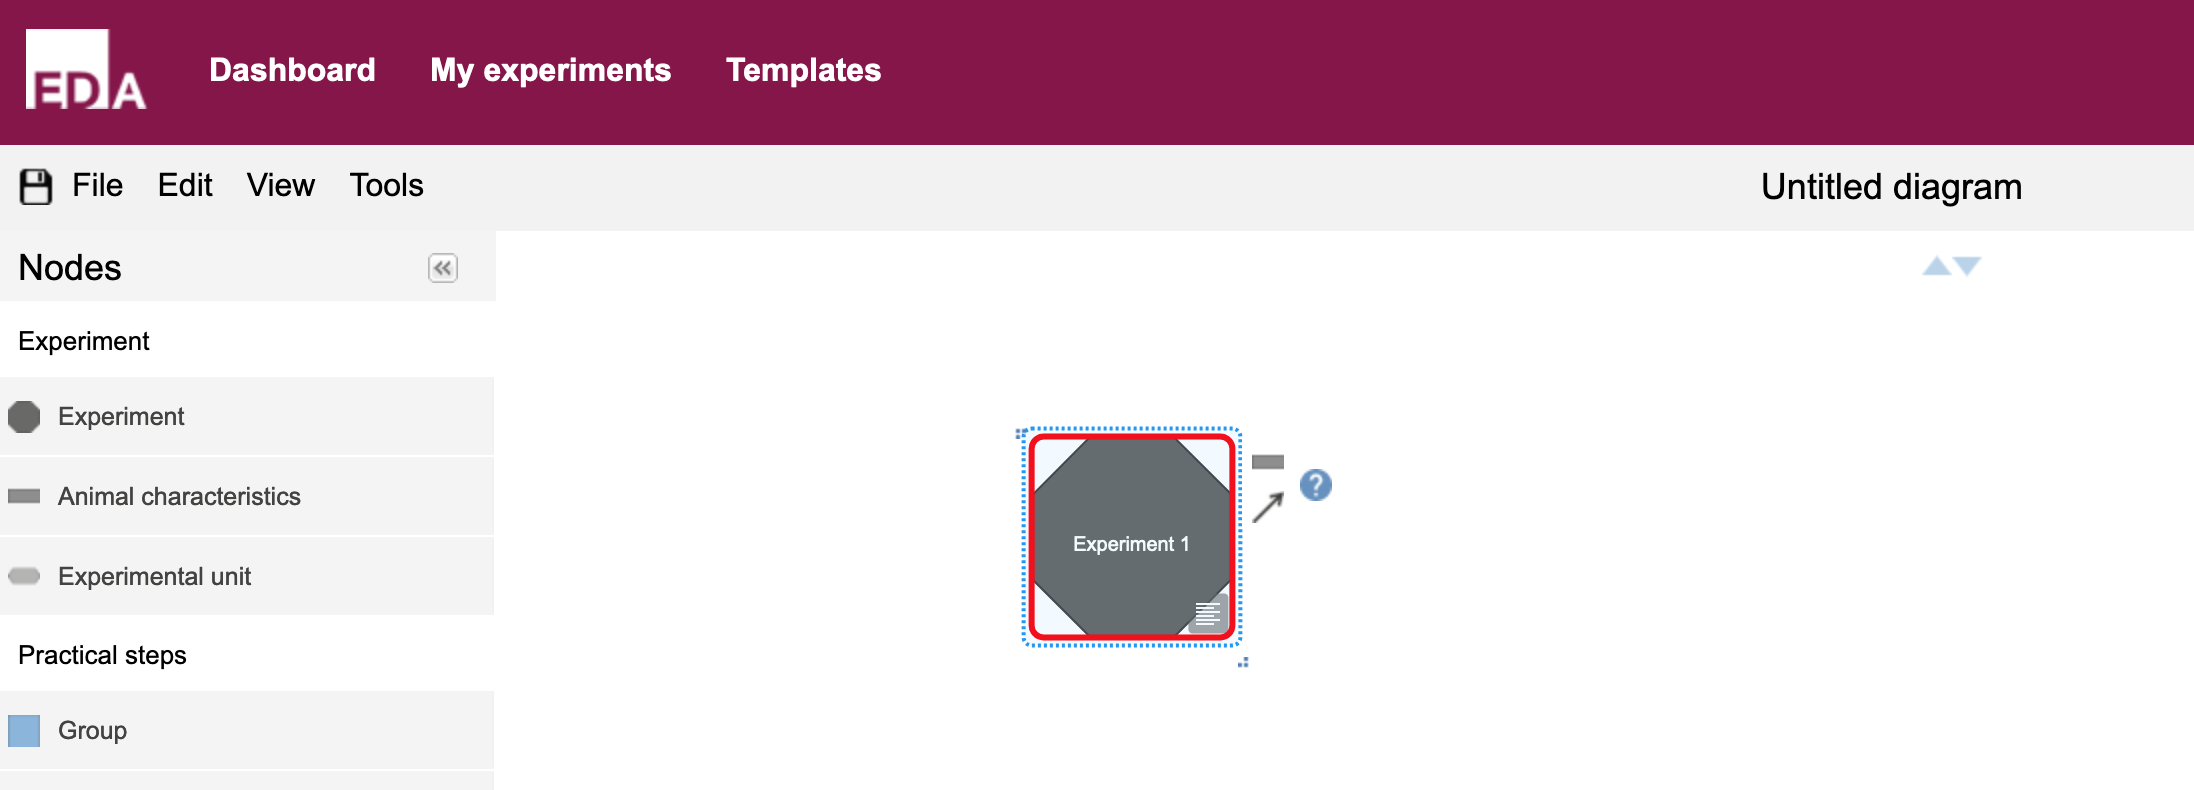 EDA
Dashboard My experiments Templates
File Edit View Tools Untitled diagram
Nodes
Experiment
Experiment
Animal characteristics
Experimental unit
Practical steps
Group
Experiment 1
?